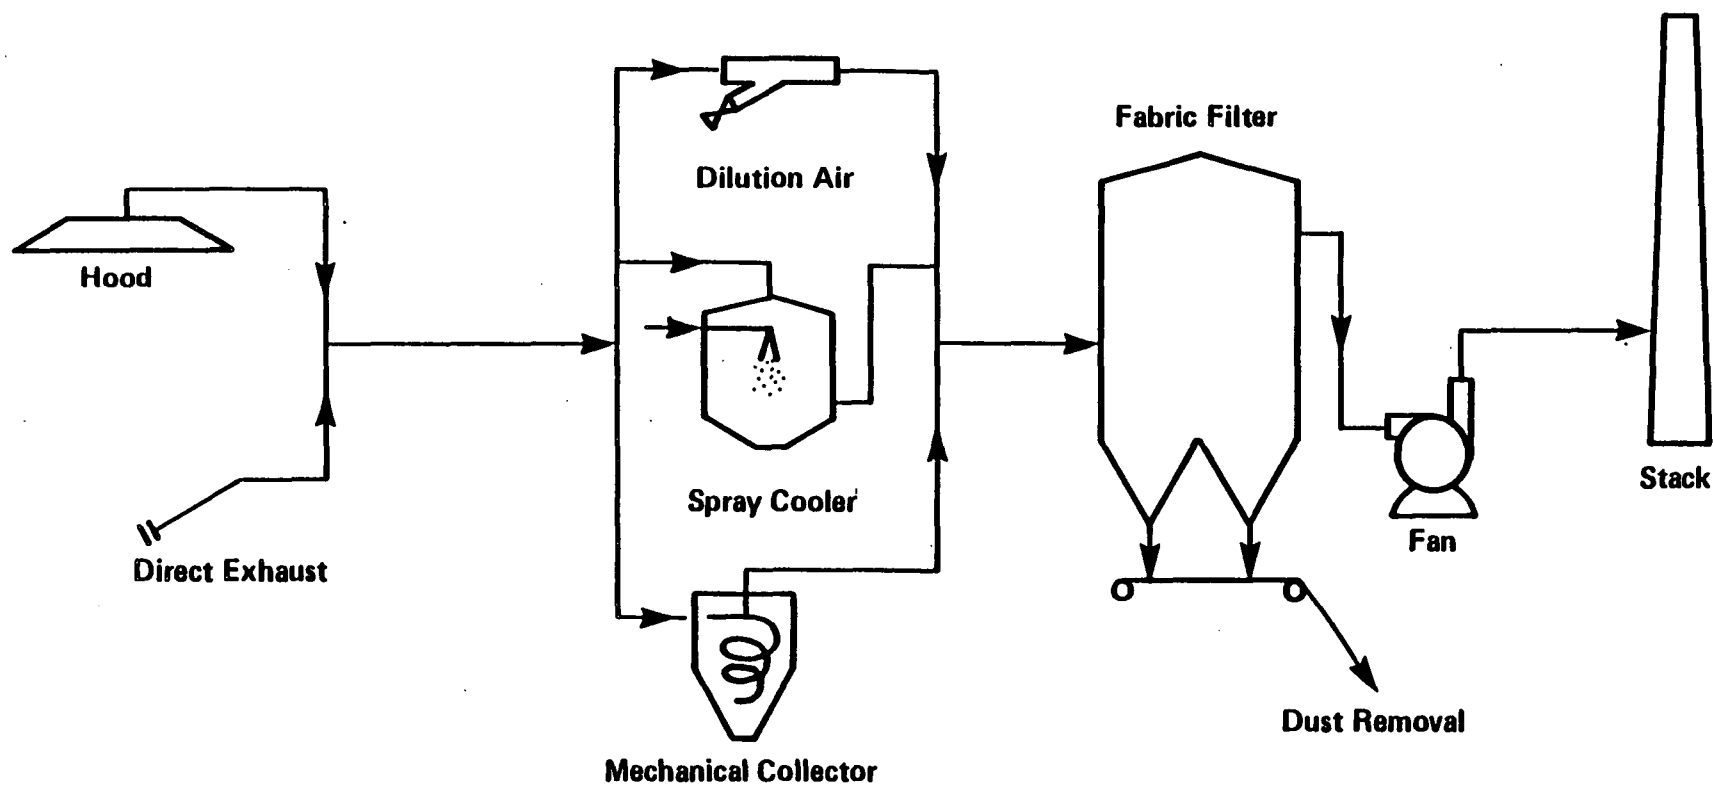 Fabric Filter
Dilution Air
Hood
Stack
Spray Cooler
Fan
Direct Exhaust
Dust Removal
Mechanical Collector